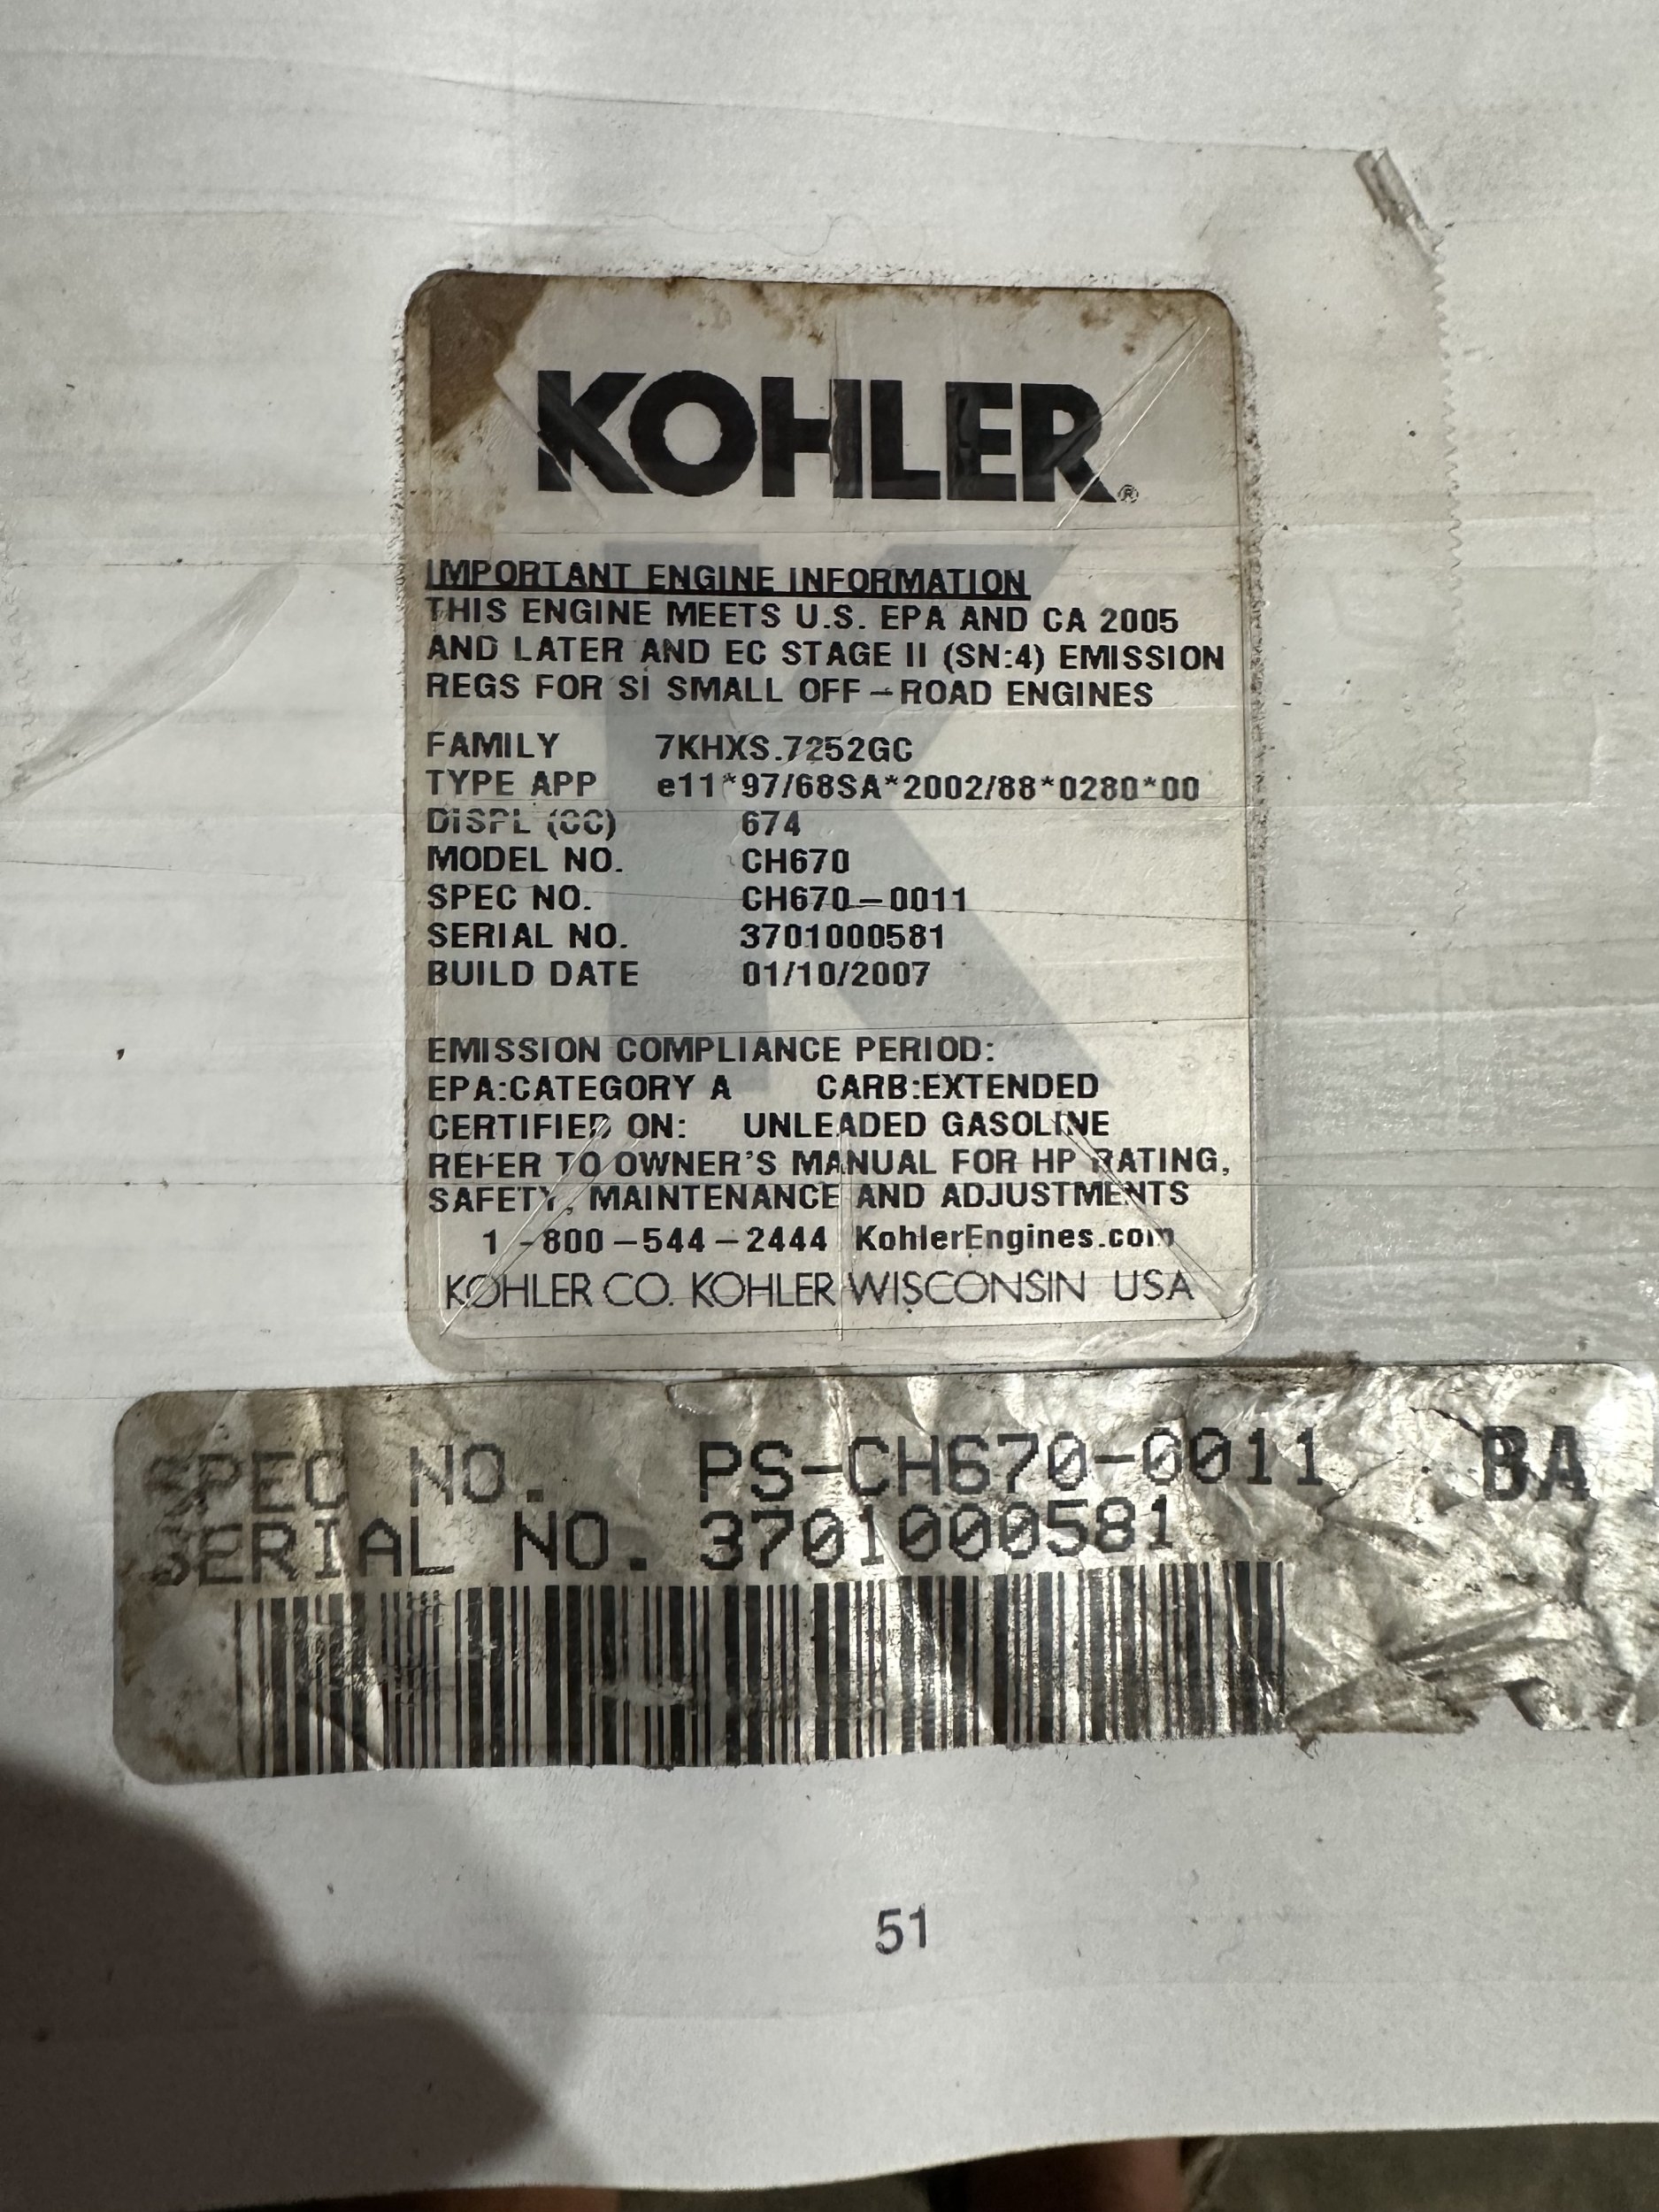 KOHLER®
IMPORTANT ENGINE INFORMATION
THIS ENGINE MEETS U.S. EPA AND CA 2005
AND LATER AND EC STAGE II (SN:4) EMISSION
REGS FOR SI SMALL OFF-ROAD ENGINES
FAMILY 7KHXS.7252GC
TYPE APP e11*97/68SA*2002/88*0280*00
DISPL (CC) 674
MODEL NO. CH670
SPEC NO. CH670-0011
SERIAL NO. 3701000581
BUILD DATE 01/10/2007
EMISSION COMPLIANCE PERIOD:
EPA:CATEGORY A CARB:EXTENDED
CERTIFIED ON: UNLEADED GASOLINE
REFER TO OWNER'S MANUAL FOR HP RATING,
SAFETY, MAINTENANCE AND ADJUSTMENTS
1-800-544-2444 KohlerEngines.com
KOHLER CO. KOHLER WISCONSIN USA
SPEC NO. PS-CH670-0011 BA
SERIAL NO. 3701000581
51